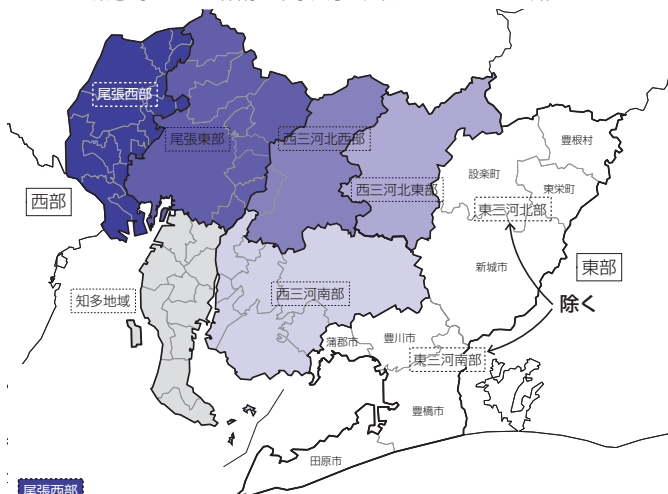 尾張西部
尾張東部
西三河北西部
豊根村
設楽町
西三河北東部
東栄町
西部
東三河北部
新城市
東部
知多地域
西三河南部
除く
蒲郡市
豊川市
東三河南部
豊橋市
田原市
尾張西部